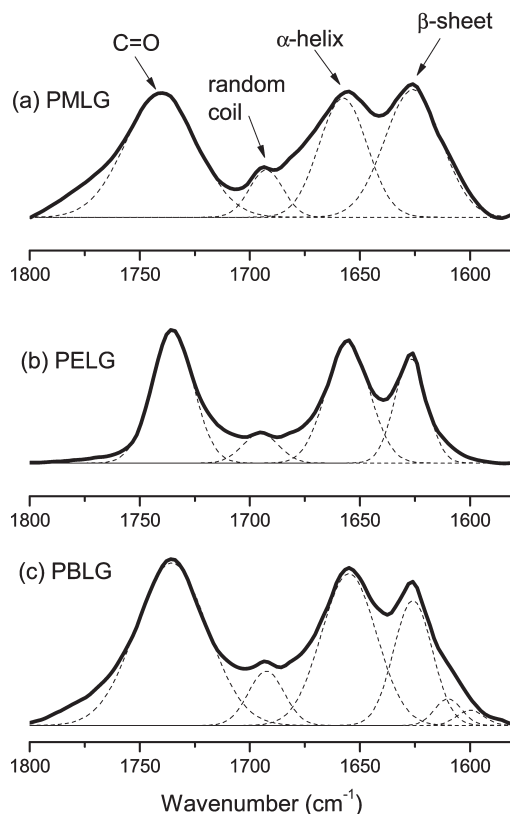 C=O
α-helix
β-sheet
random
coil
(a) PMLG
1800 1750 1700 1650 1600
(b) PELG
1800 1750 1700 1650 1600
(c) PBLG
1800 1750 1700 1650 1600
Wavenumber (cm⁻¹)